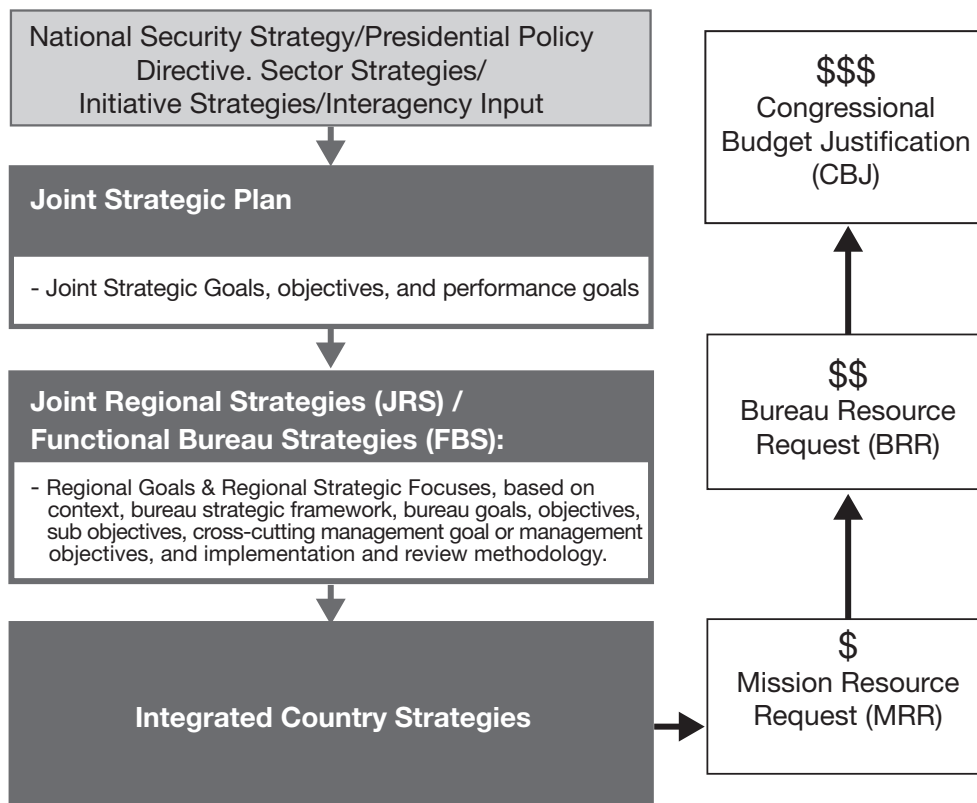 National Security Strategy/Presidential Policy
Directive. Sector Strategies/
Initiative Strategies/Interagency Input
Joint Strategic Plan
- Joint Strategic Goals, objectives, and performance goals
Joint Regional Strategies (JRS) /
Functional Bureau Strategies (FBS):
- Regional Goals & Regional Strategic Focuses, based on
context, bureau strategic framework, bureau goals, objectives,
sub objectives, cross-cutting management goal or management
objectives, and implementation and review methodology.
Integrated Country Strategies
$
Mission Resource
Request (MRR)
$$
Bureau Resource
Request (BRR)
$$$
Congressional
Budget Justification
(CBJ)